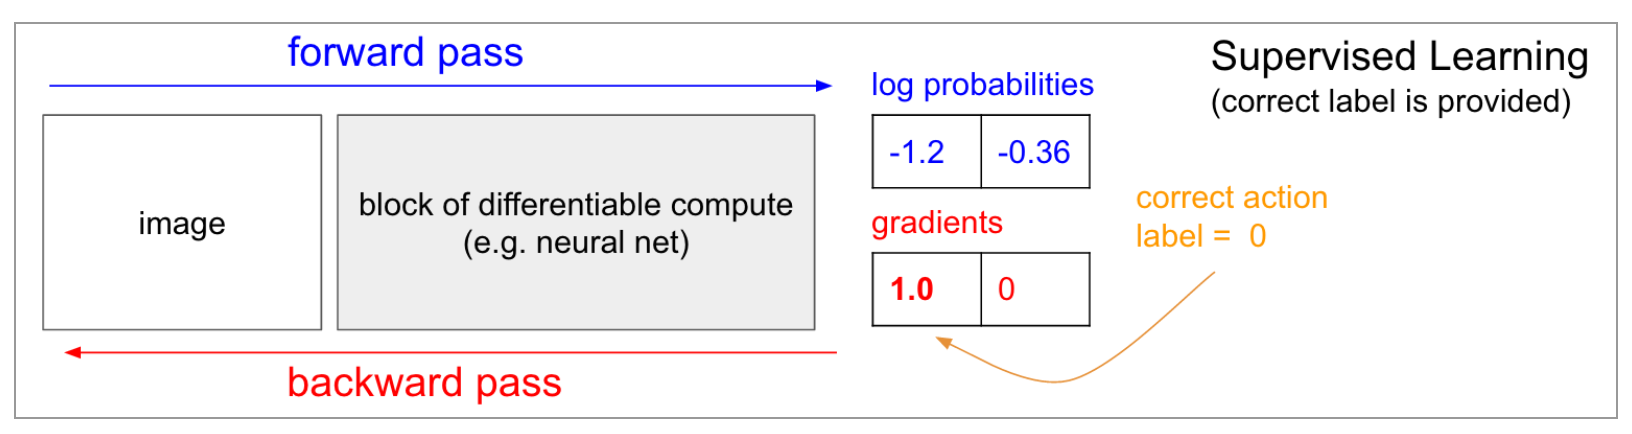 forward pass
image
block of differentiable compute
(e.g. neural net)
backward pass
log probabilities
-1.2 -0.36
gradients
1.0 0
Supervised Learning
(correct label is provided)
correct action
label = 0